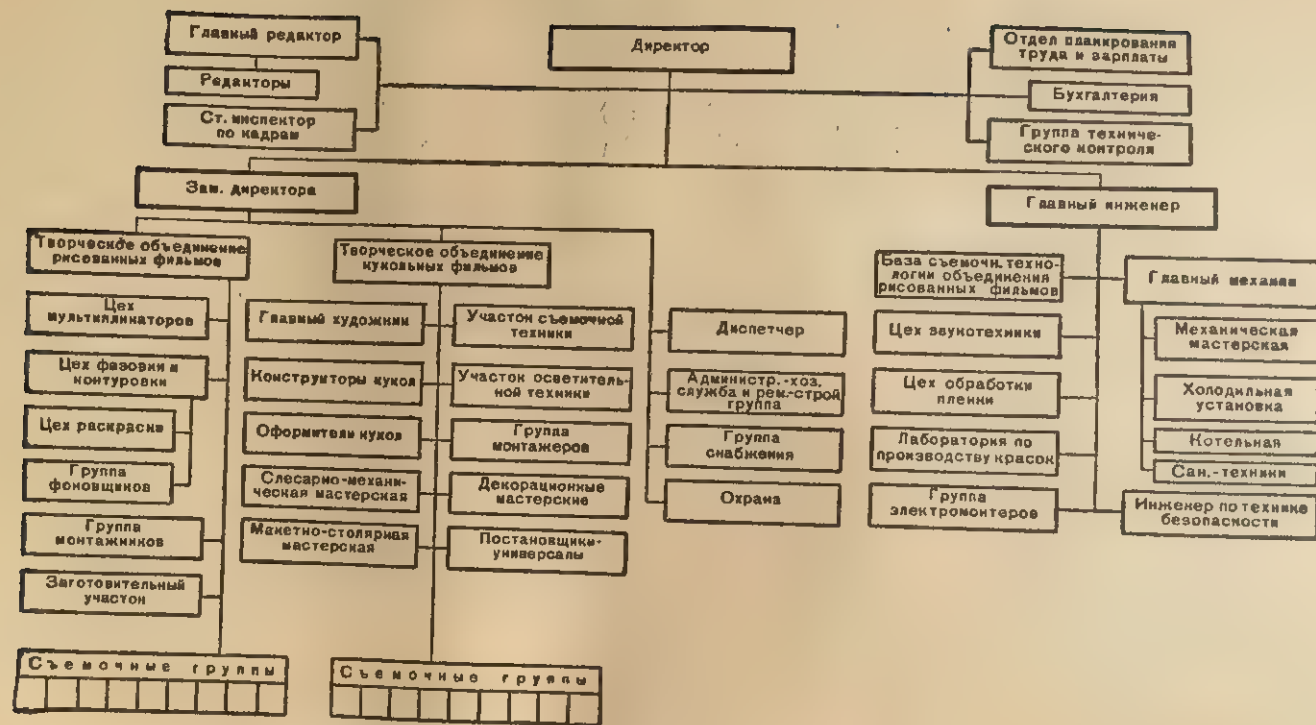 Главный редактор
Редакторы
Ст. инспектор
по кадрам
Директор
Отдел планирования
труда и зарплаты
Бухгалтерия
Группа техниче-
ского контроля
Зам. директора
Главный инженер
Творческое объединение
рисованных фильмов
Цех
мультипликаторов
Цех фазовки и
контуровки
Цех раскраски
Группа
фоновщиков
Группа
монтажников
Заготовительный
участок
Съемочные группы
Творческое объединение
кукольных фильмов
Главный художник
Конструкторы кукол
Оформители кукол
Слесарно-механи-
ческая мастерская
Макетно-столярная
мастерская
Участок съемочной
техники
Участок осветитель-
ной техники
Группа
монтажеров
Декорационные
мастерские
Постановщики-
универсалы
Съемочные группы
Диспетчер
Администр.-хоз.
служба и рем.-строй
группа
Группа
снабжения
Охрана
База съемочн. техно-
логии объединения
рисованных фильмов
Цех звукотехники
Цех обработки
пленки
Лаборатория по
производству красок
Группа
электромонтеров
Главный механик
Механическая
мастерская
Холодильная
установка
Котельная
Сан.-техники
Инженер по технике
безопасности